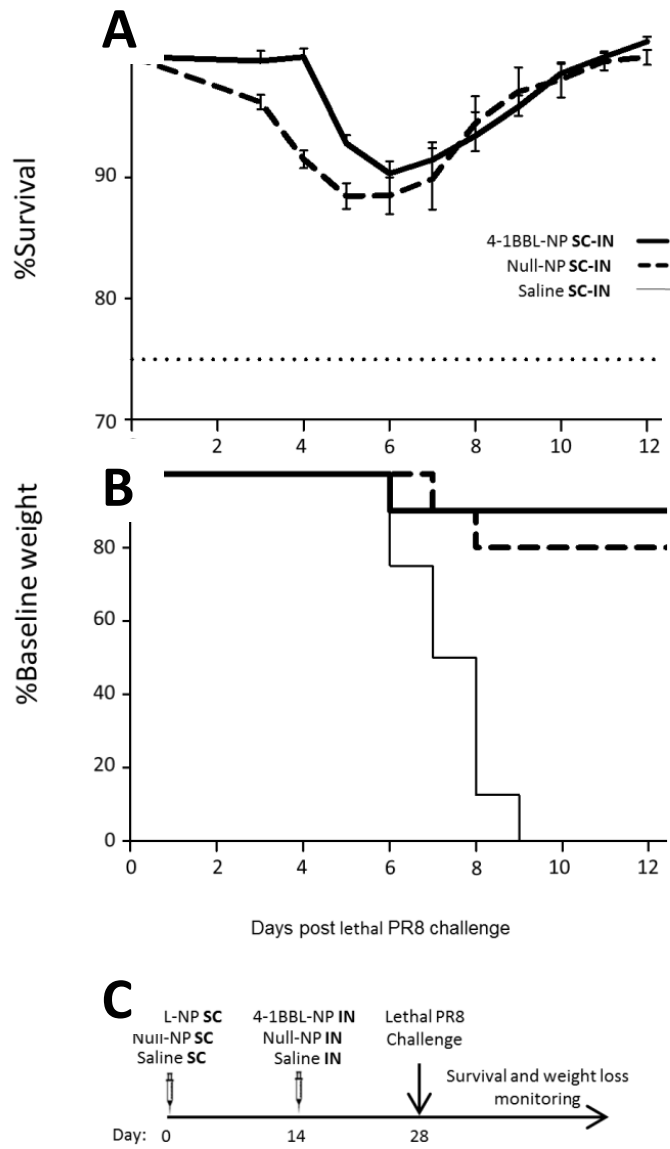 A
%Survival
90
80
70
4-1BBL-NP SC-IN
Null-NP SC-IN
Saline SC-IN
2 4 6 8 10 12
B
%Baseline weight
80
60
40
20
0
0 2 4 6 8 10 12
Days post lethal PR8 challenge
C
L-NP SC 4-1BBL-NP IN Lethal PR8
Null-NP SC Null-NP IN Challenge
Saline SC Saline IN
Survival and weight loss
monitoring
Day: 0 14 28